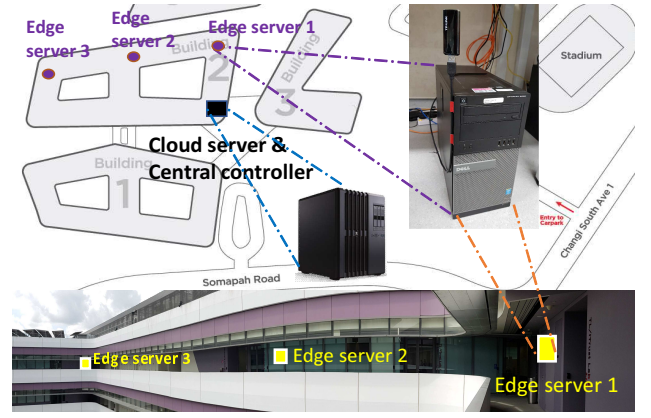 Edge
server 3
Edge
server 2
Edge server 1
Building
2
Building
3
Stadium
Cloud server &
Central controller
Building
1
DELL
Entry to
Carpark
Changi South Ave 1
Somapah Road
Edge server 3
Edge server 2
Edge server 1